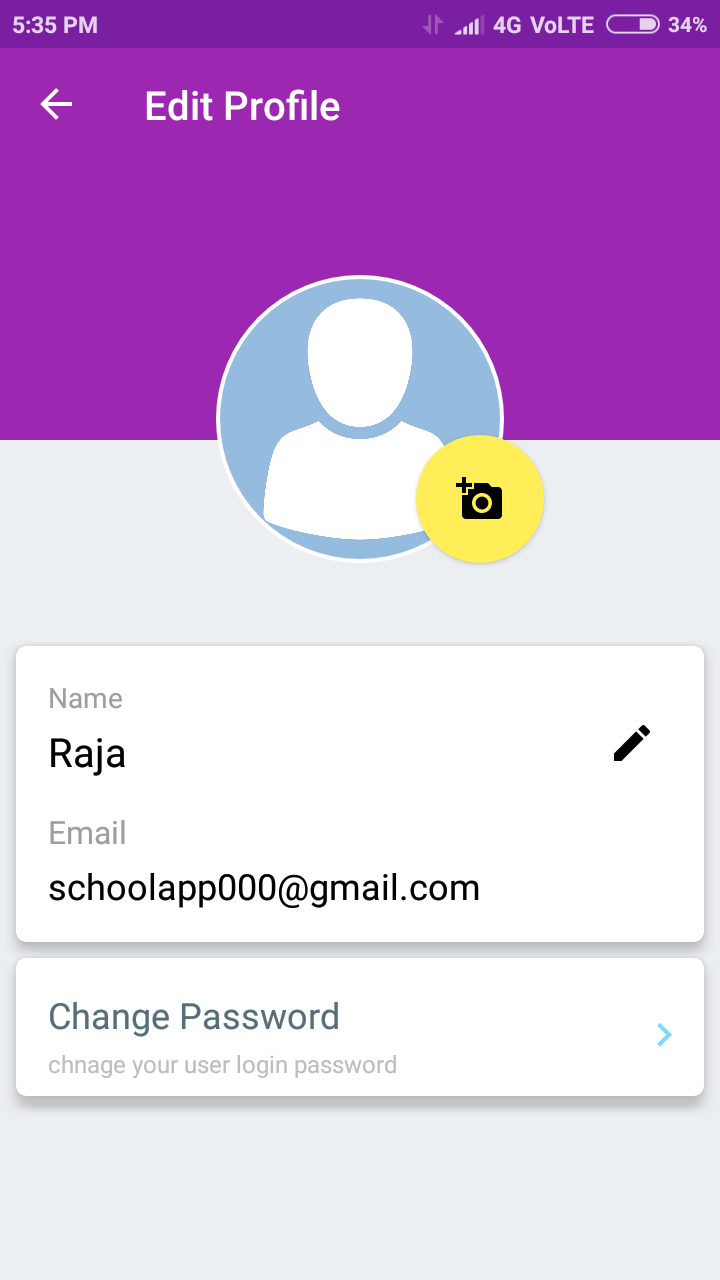 5:35 PM 4G VoLTE 34%
Edit Profile
Name
Raja
Email
schoolapp000@gmail.com
Change Password
chnage your user login password